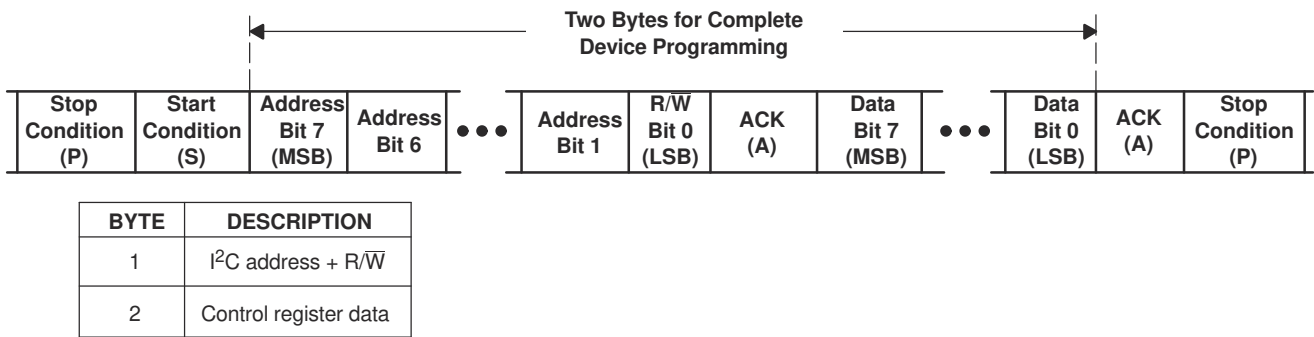 Two Bytes for Complete
Device Programming
Stop Condition (P) Start Condition (S) Address Bit 7 (MSB) Address Bit 6 ••• Address Bit 1 R/W̅ Bit 0 (LSB) ACK (A) Data Bit 7 (MSB) ••• Data Bit 0 (LSB) ACK (A) Stop Condition (P)
BYTE DESCRIPTION
1 I²C address + R/W̅
2 Control register data